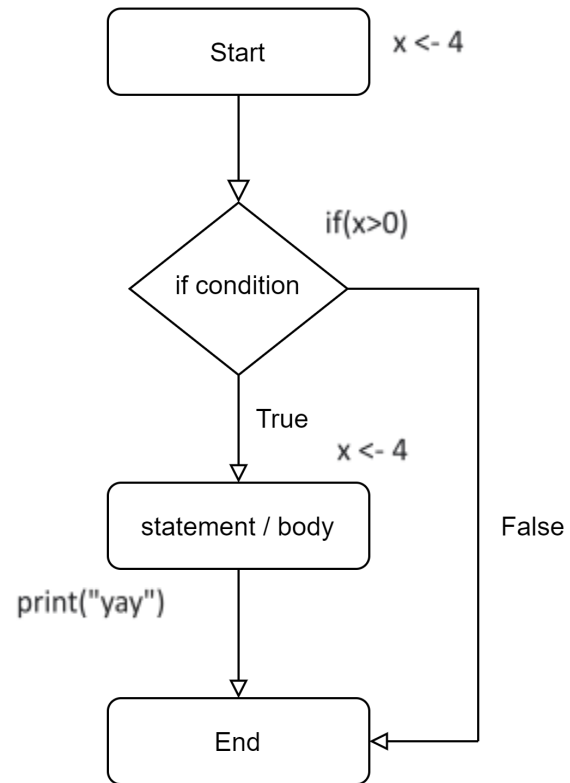 Start
x <- 4
if(x>0)
if condition
True
x <- 4
statement / body
False
print("yay")
End